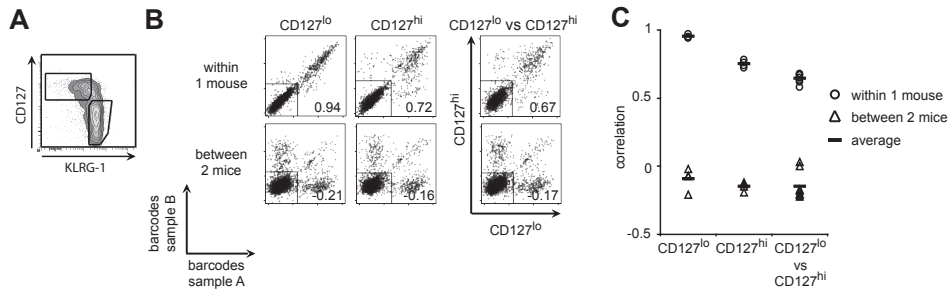 A
CD127
KLRG-1
B
CD127lo
CD127hi
CD127lo vs CD127hi
within
1 mouse
0.94
0.72
0.67
between
2 mice
-0.21
-0.16
-0.17
CD127hi
CD127lo
barcodes
sample B
barcodes
sample A
C
correlation
1
0.5
0
-0.5
CD127lo
CD127hi
CD127lo
vs
CD127hi
within 1 mouse
between 2 mice
average